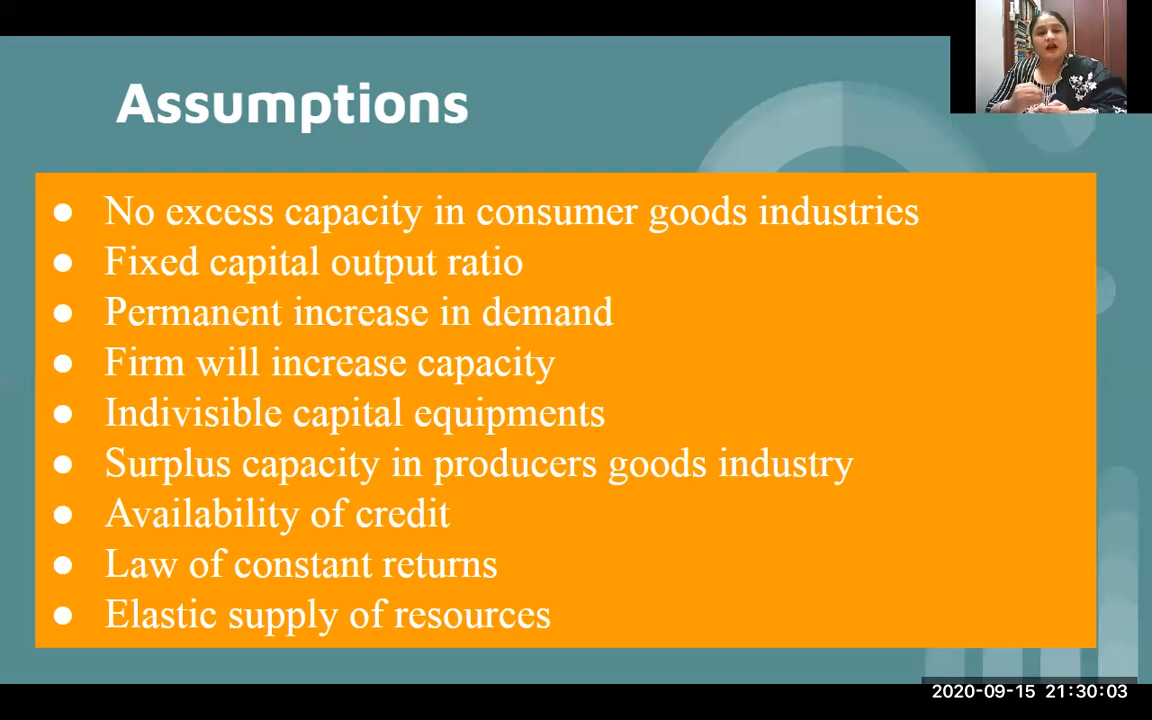 Assumptions
● No excess capacity in consumer goods industries
● Fixed capital output ratio
● Permanent increase in demand
● Firm will increase capacity
● Indivisible capital equipments
● Surplus capacity in producers goods industry
● Availability of credit
● Law of constant returns
● Elastic supply of resources
2020-09-15 21:30:03